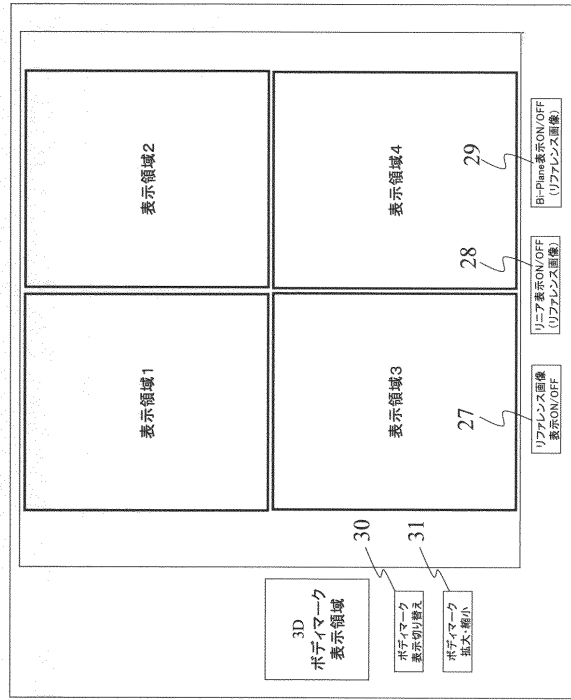 表示領域1
表示領域2
3D
ボディマーク
表示領域
表示領域3
表示領域4
30
ボディマーク
表示切り替え
31
ボディマーク
拡大・縮小
27
28
29
リファレンス画像
表示ON/OFF
リニア表示ON/OFF
(リファレンス画像)
Bi-Plane表示ON/OFF
(リファレンス画像)